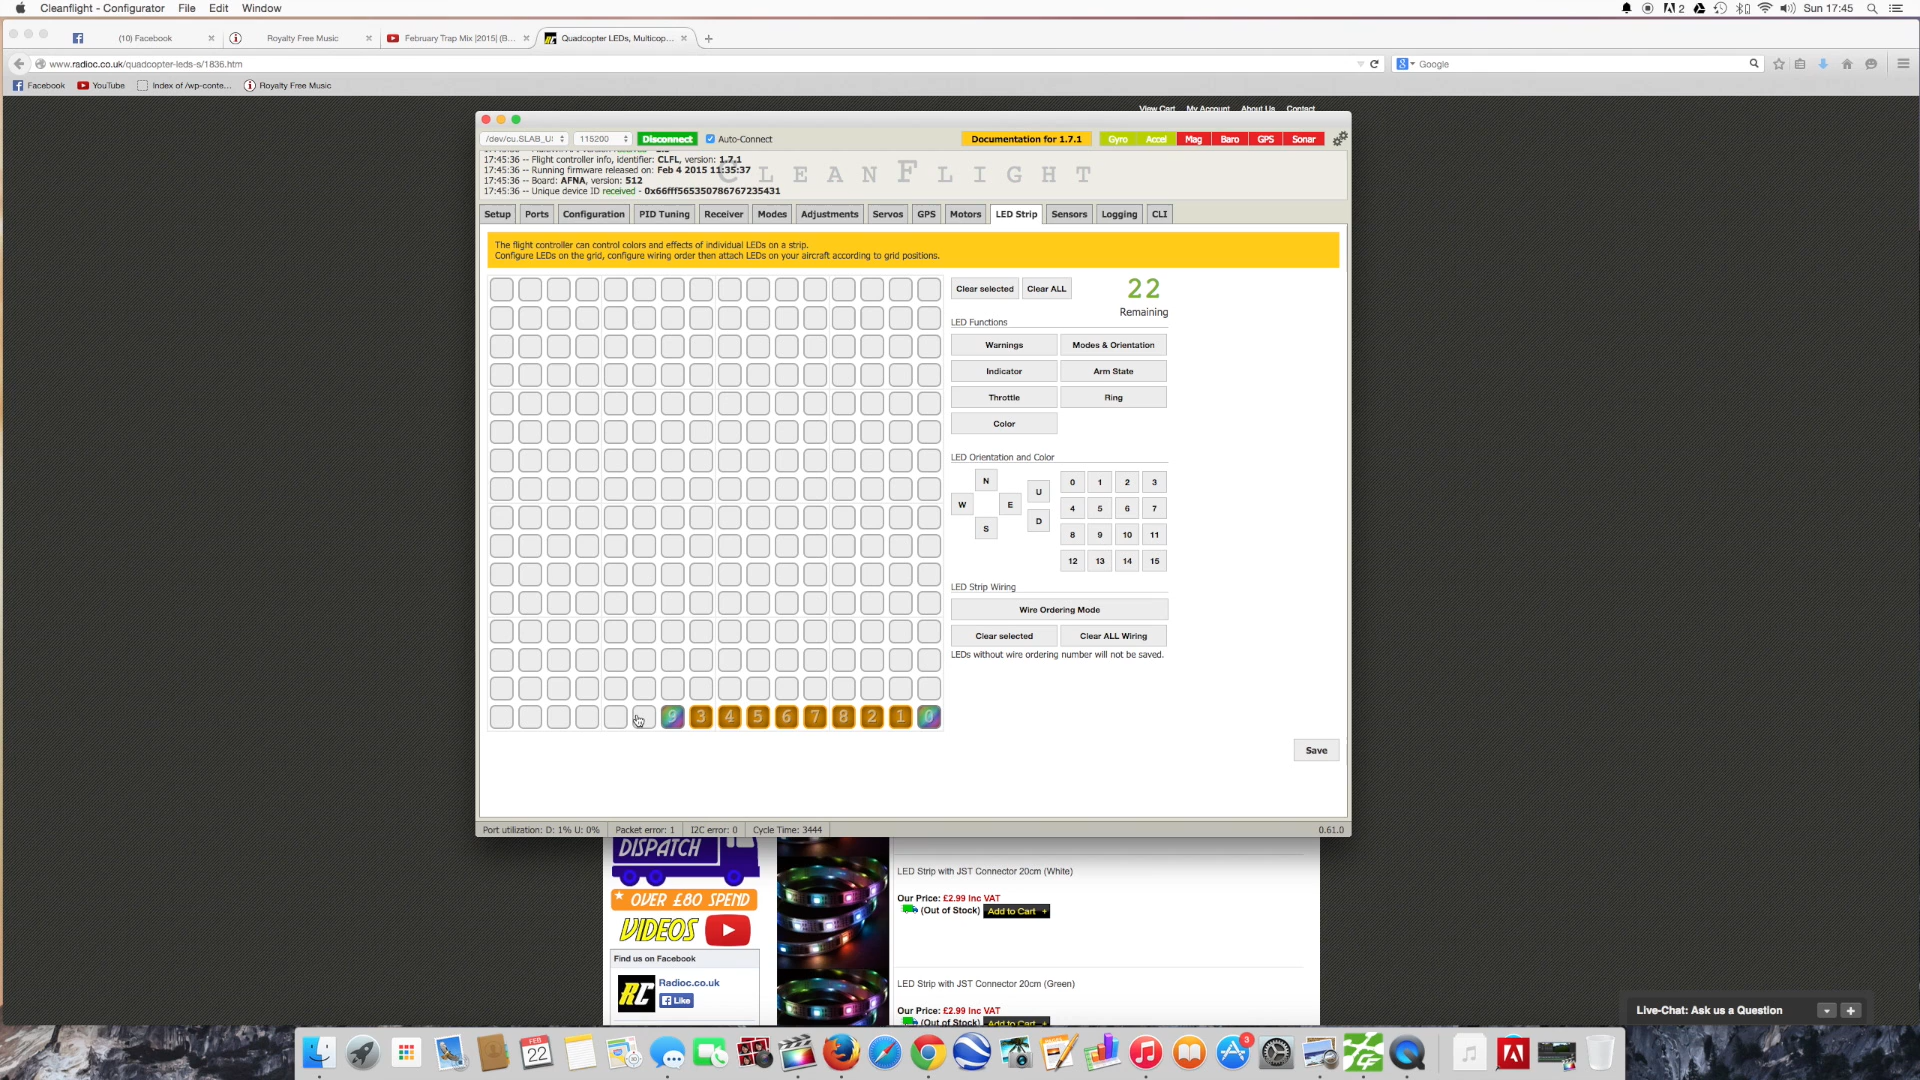 Cleanflight - Configurator File Edit Window
2 Sun 17:45
(10) Facebook Royalty Free Music February Trap Mix |2015| (B... Quadcopter LEDs, Multicop...
www.radioc.co.uk/quadcopter-leds-s/1836.htm Google
Facebook YouTube Index of /wp-conte... Royalty Free Music
View Cart My Account About Us Contact
/dev/cu.SLAB_U! 115200 Disconnect Auto-Connect Documentation for 1.7.1 Gyro Accel Mag Baro GPS Sonar
17:45:36 -- Flight controller info, identifier: CLFL, version: 1.7.1
17:45:36 -- Running firmware released on: Feb 4 2015 11:35:37
17:45:36 -- Board: AFNA, version: 512
17:45:36 -- Unique device ID received - 0x66fff565350786767235431
CLEANFLIGHT
Setup Ports Configuration PID Tuning Receiver Modes Adjustments Servos GPS Motors LED Strip Sensors Logging CLI
The flight controller can control colors and effects of individual LEDs on a strip.
Configure LEDs on the grid, configure wiring order then attach LEDs on your aircraft according to grid positions.
Clear selected Clear ALL 22
Remaining
LED Functions
Warnings Modes & Orientation
Indicator Arm State
Throttle Ring
Color
LED Orientation and Color
N
W E
S
U
D
0 1 2 3
4 5 6 7
8 9 10 11
12 13 14 15
LED Strip Wiring
Wire Ordering Mode
Clear selected Clear ALL Wiring
LEDs without wire ordering number will not be saved.
9 3 4 5 6 7 8 2 1 0
Save
Port utilization: D: 1% U: 0% Packet error: 1 I2C error: 0 Cycle Time: 3444 0.61.0
DISPATCH
OVER £80 SPEND
VIDEOS
Find us on Facebook
RC Radioc.co.uk
Like
LED Strip with JST Connector 20cm (White)
Our Price: £2.99 Inc VAT
(Out of Stock) Add to Cart +
LED Strip with JST Connector 20cm (Green)
Our Price: £2.99 Inc VAT
(Out of Stock) Add to Cart +
Live-Chat: Ask us a Question
FEB
22
3